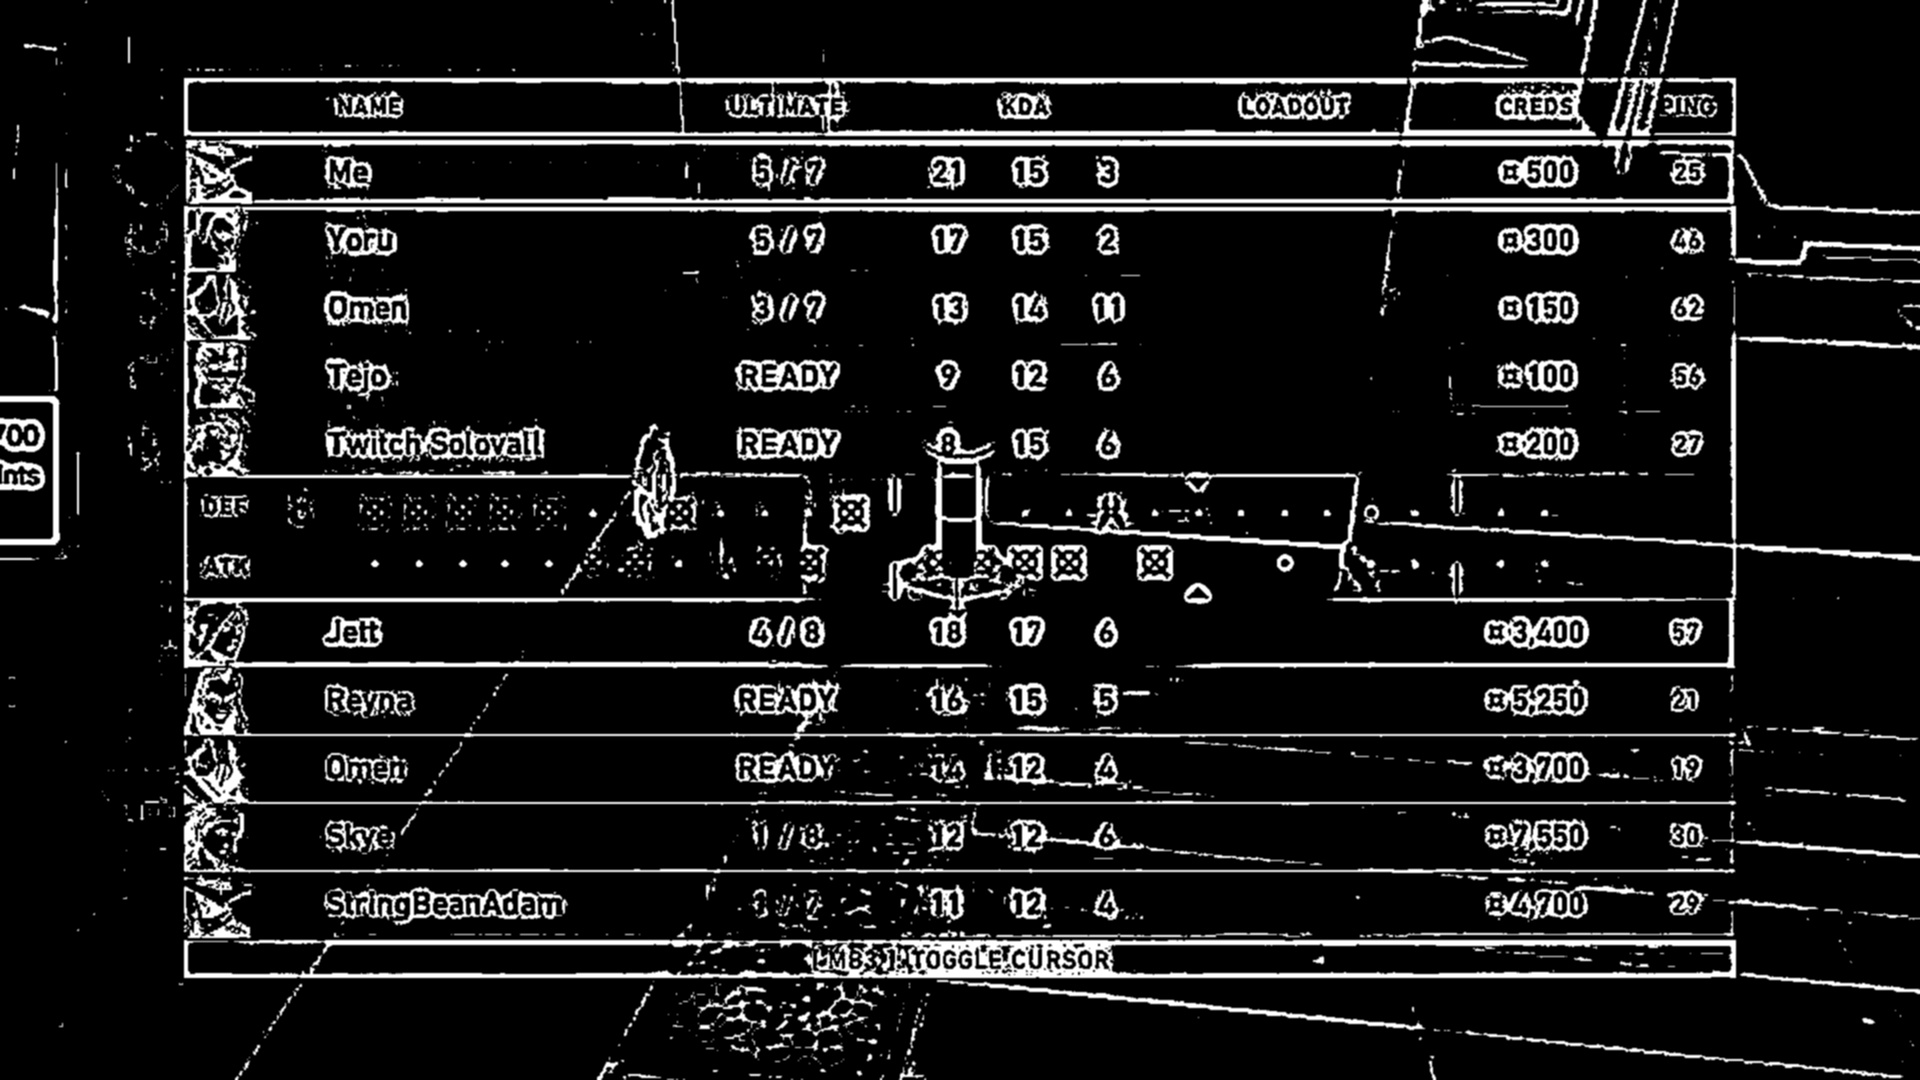 NAME ULTIMATE KDA LOADOUT CREDS PING
Me 5 / 7 21 15 3 ¤500 25
Yoru 5 / 7 17 15 2 ¤300 46
Omen 3 / 7 13 14 11 ¤150 62
Tejo READY 9 12 6 ¤100 56
700
Twitch Solovall READY 8 15 6 ¤200 27
DEF
ATK
Jett 4 / 8 18 17 6 ¤3,400 57
Reyna READY 16 15 5 ¤5,250 21
Omen READY 14 12 4 ¤3,700 19
Skye 1 / 8 12 12 6 ¤7,550 30
StringBeanAdam 1 / 7 11 12 4 ¤4,700 29
[ MB3 ] TOGGLE CURSOR